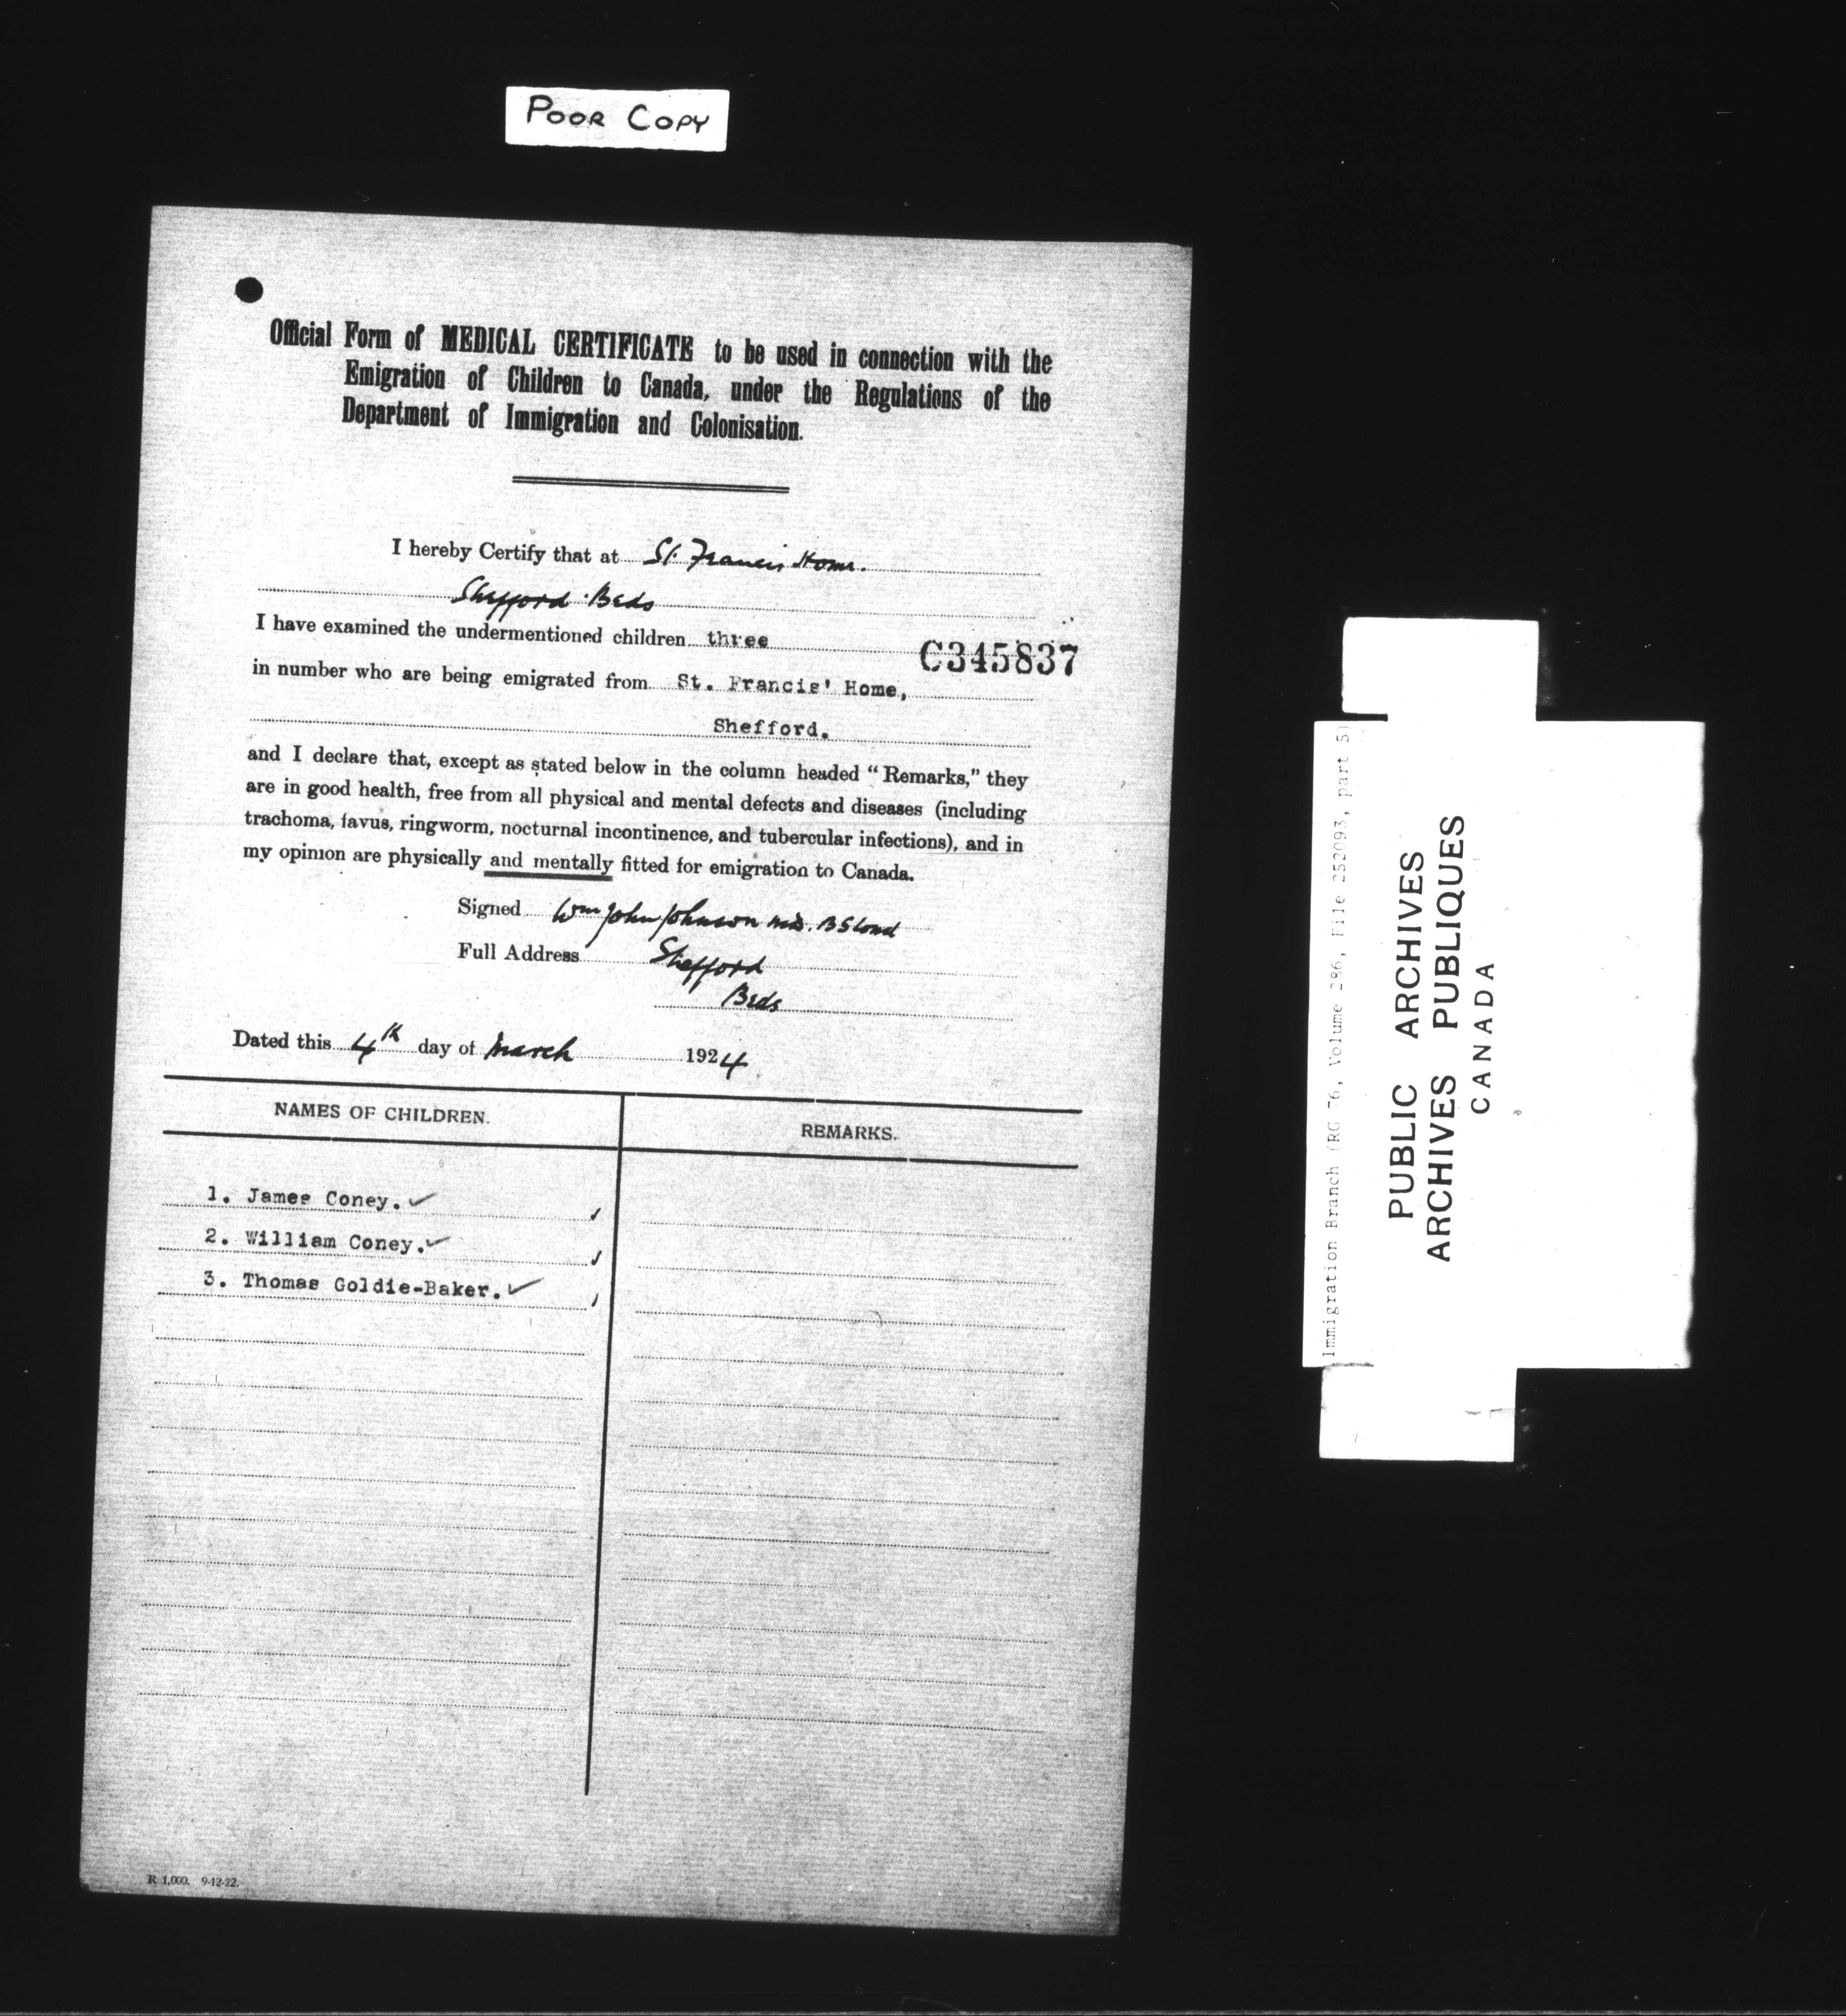 POOR COPY
Official Form of MEDICAL CERTIFICATE to be used in connection with the
Emigration of Children to Canada, under the Regulations of the
Department of Immigration and Colonisation.
I hereby Certify that at St. Francis Home.
Shefford Beds
I have examined the undermentioned children three
C345837
in number who are being emigrated from St. Francis' Home,
Shefford.
and I declare that, except as stated below in the column headed “Remarks,” they
are in good health, free from all physical and mental defects and diseases (including
trachoma, favus, ringworm, nocturnal incontinence, and tubercular infections), and in
my opinion are physically and mentally fitted for emigration to Canada.
Signed Wm John Johnson M.D. B.S Lond
Full Address Shefford
Beds
Dated this 4th day of March 1924
NAMES OF CHILDREN. REMARKS.
1. James Coney. ✓
2. William Coney. ✓
3. Thomas Goldie-Baker. ✓
R 1,000. 9-12-22.
Immigration Branch (RG 76, Volume 286, File 252093, part 5)
PUBLIC ARCHIVES
ARCHIVES PUBLIQUES
CANADA